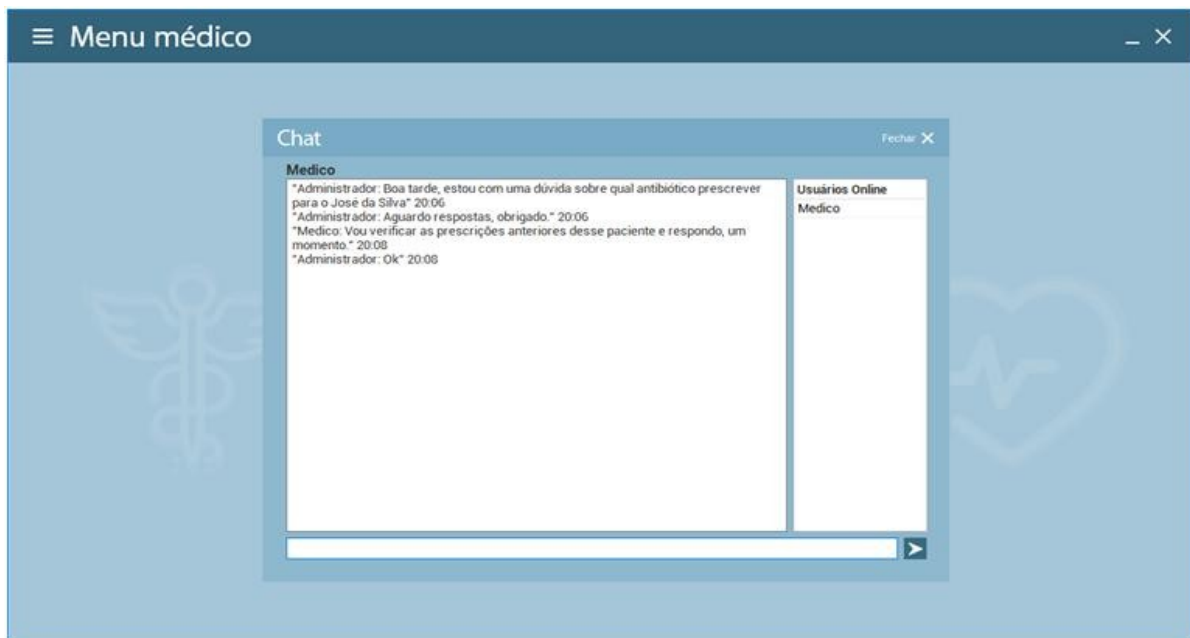 Menu médico
Chat
Fechar
Medico
"Administrador: Boa tarde, estou com uma dúvida sobre qual antibiótico prescrever
para o José da Silva" 20:06
"Administrador: Aguardo respostas, obrigado." 20:06
"Medico: Vou verificar as prescrições anteriores desse paciente e respondo, um
momento." 20:08
"Administrador: Ok" 20:08
Usuários Online
Medico